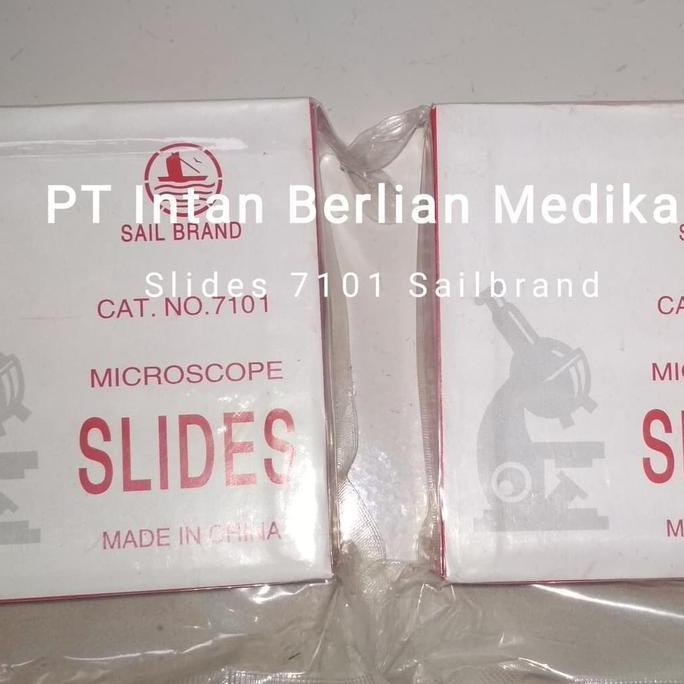 PT Intan Berlian Medika
SAIL BRAND
Slides 7101 Sailbrand
CAT. NO.7101
MICROSCOPE
SLIDES
MADE IN CHINA